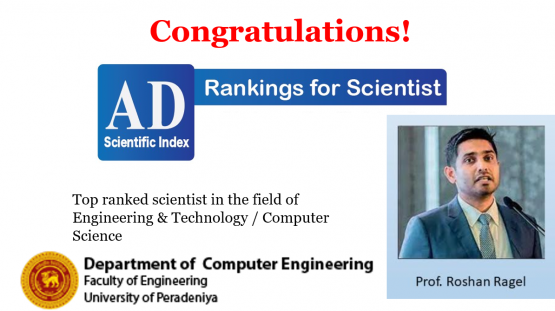 Congratulations!
AD
Scientific Index
Rankings for Scientist
Top ranked scientist in the field of
Engineering & Technology / Computer
Science
Department of Computer Engineering
Faculty of Engineering
University of Peradeniya
Prof. Roshan Ragel